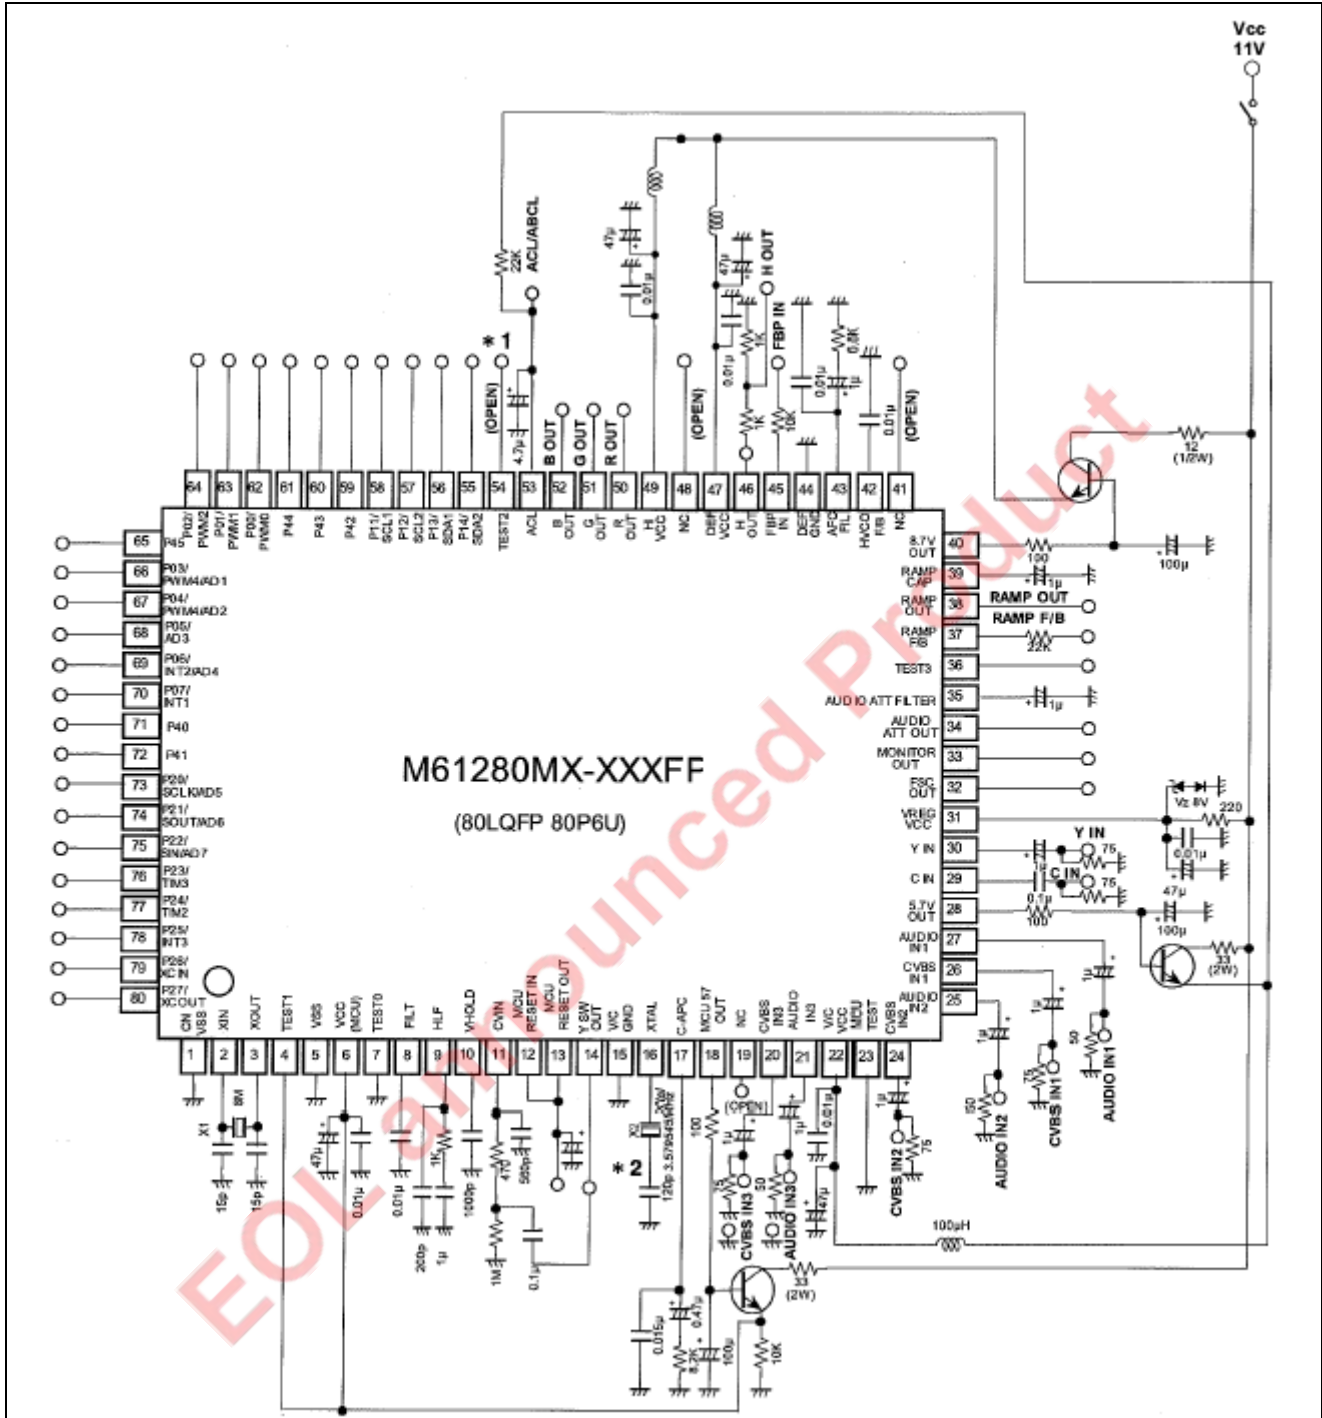 Vcc
11V
22K
ACL/ABCL
47µ
0.01µ
47µ
0.01µ
H OUT
1K
1K
FBP IN
10K
0.01µ
1µ
0.01µ
* 1
(OPEN)
4.7µ
B OUT
G OUT
R OUT
(OPEN)
(OPEN)
12
(1/2W)
64 63 62 61 60 59 58 57 56 55 54 53 52 51 50 49 48 47 46 45 44 43 42 41
P02/
PWM2
P01/
PWM1
P00/
PWM0
P44
P43
P42
P11/
SCL1
P12/
SCL2
P13/
SDA1
P14/
SDA2
TEST2
ACL
B
OUT
G
OUT
R
OUT
HI
VCC
NC
DEF
VCC
H
OUT
FBP
IN
DEF
GND
AFC
FIL
HVCO
F/B
NC
65 P45
66 P03/
PWM4/AD1
67 P04/
PWM4/AD2
68 P05/
AD3
69 P06/
INT2/AD4
70 P07/
INT1
71 P40
72 P41
73 P20/
SCLK/AD5
74 P21/
SOUT/AD6
75 P22/
SIN/AD7
76 P23/
TIM3
77 P24/
TIM2
78 P25/
INT3
79 P26/
XCIN
80 P27/
XCOUT
M61280MX-XXXFP
(80LQFP 80P6U)
8.7V
OUT
40
100
100µ
RAMP
CAP
39
1µ
RAMP
OUT
38
RAMP OUT
RAMP
F/B
37
RAMP F/B
22K
TEST3 36
AUDIO ATT FILTER 35
1µ
AUDIO
ATT OUT
34
MONITOR
OUT
33
FSC
OUT
32
VREG
VCC
31
Vz 8V
220
0.01µ
47µ
Y IN 30
1µ
Y IN
75
C IN 29
0.1µ
C IN
75
5.7V
OUT
28
100
100µ
33
(2W)
AUDIO
IN1
27
CVBS
IN1
26
AUDIO
IN2
25
1µ
1µ
1µ
50
AUDIO IN1
75
CVBS IN1
AUDIO IN2
CN
VSS
XIN
XOUT
TEST1
VSS
VCC
(MCU)
TEST0
FILT
HLF
VHOLD
CVIN
MCU
RESET IN
MCU
RESET OUT
Y SW
OUT
V/C
GND
XTAL
C-APC
MCU 57
OUT
NC
CVBS
IN3
AUDIO
IN3
V/C
VCC
MCU
TEST
CVBS
IN2
1 2 3 4 5 6 7 8 9 10 11 12 13 14 15 16 17 18 19 20 21 22 23 24
X1
8M
15p
15p
47µ
0.01µ
0.01µ
1K
200p
1µ
1000p
470
560p
1M
0.1µ
* 2
X2
120p
0.015µ
0.47µ
8.2K
100
100µ
(OPEN)
1µ
75
CVBS IN3
1µ
50
AUDIO IN3
0.01µ
47µ
1µ
CVBS IN2
75
100µH
33
(2W)
10K
EOL announced Product